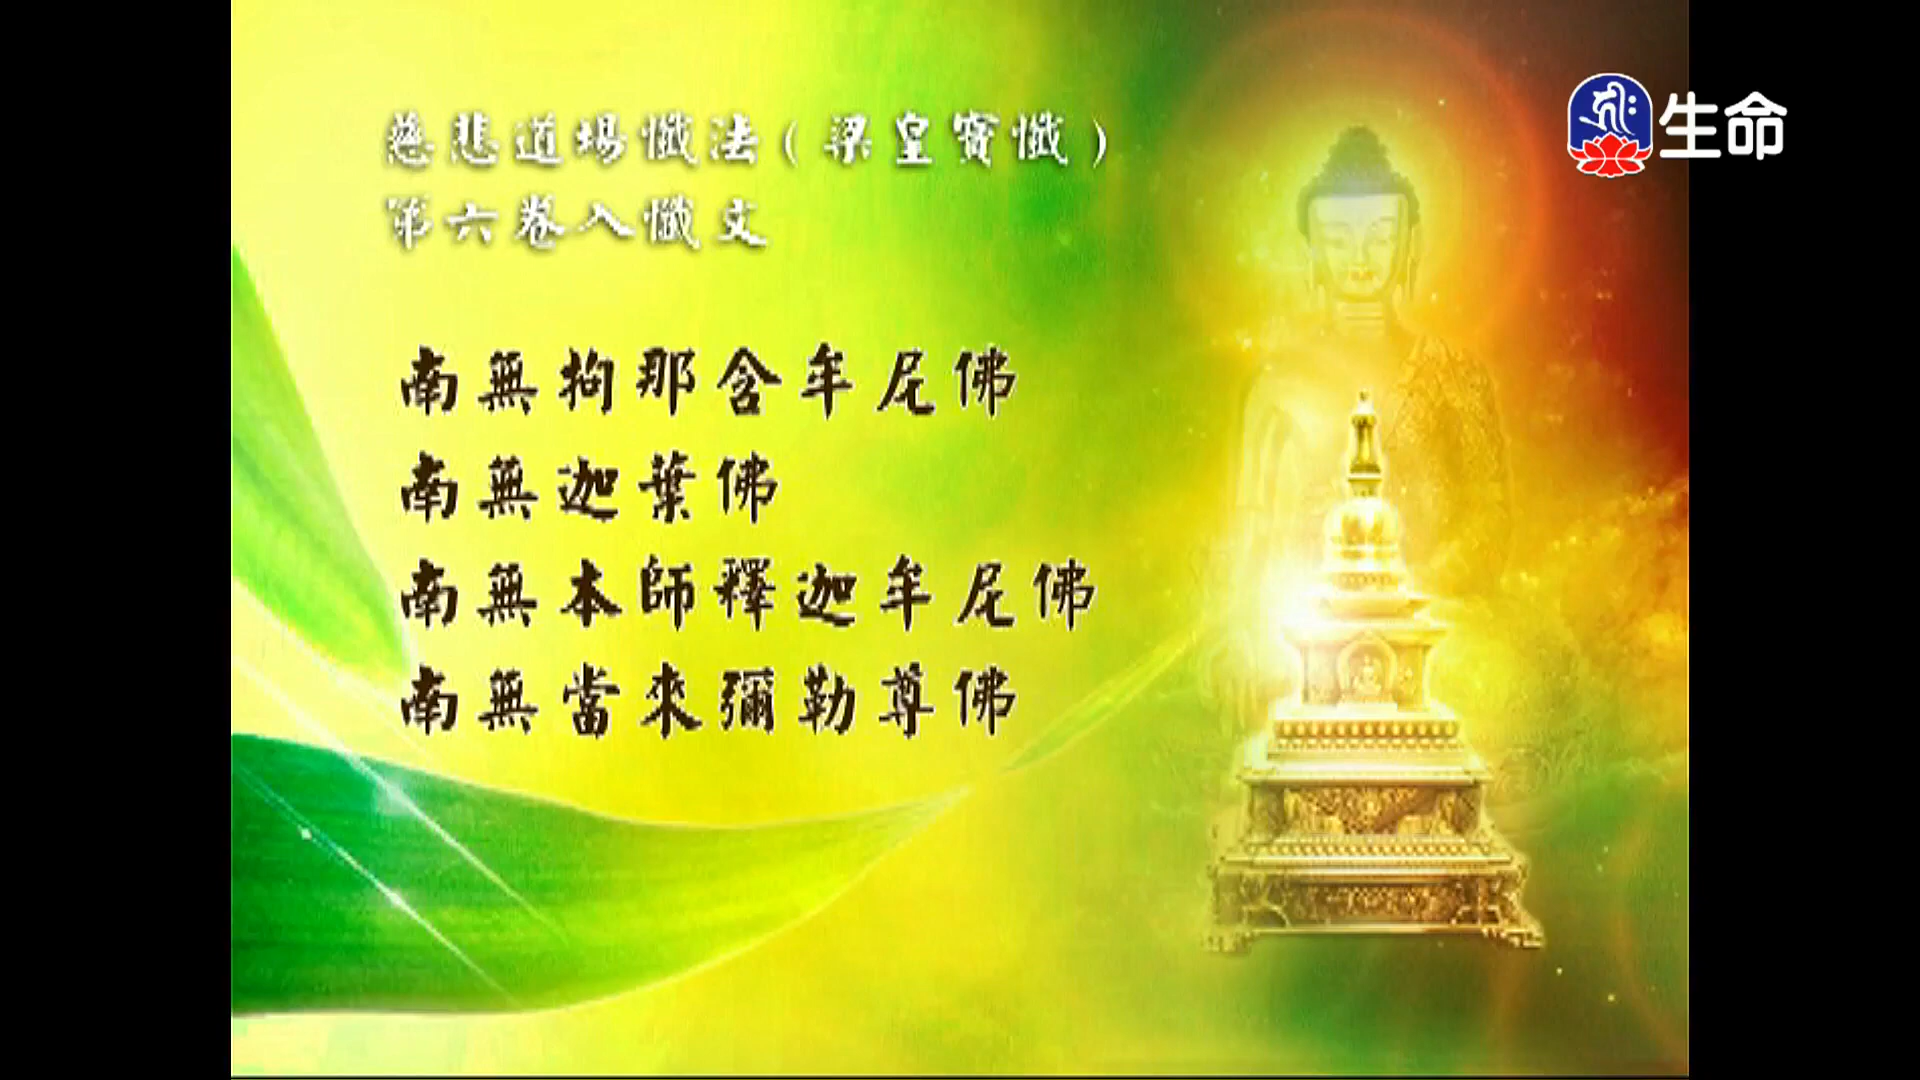 慈悲道場懺法(梁皇寶懺)
第六卷入懺文
南無拘那含牟尼佛
南無迦葉佛
南無本師釋迦牟尼佛
南無當來彌勒尊佛
生命